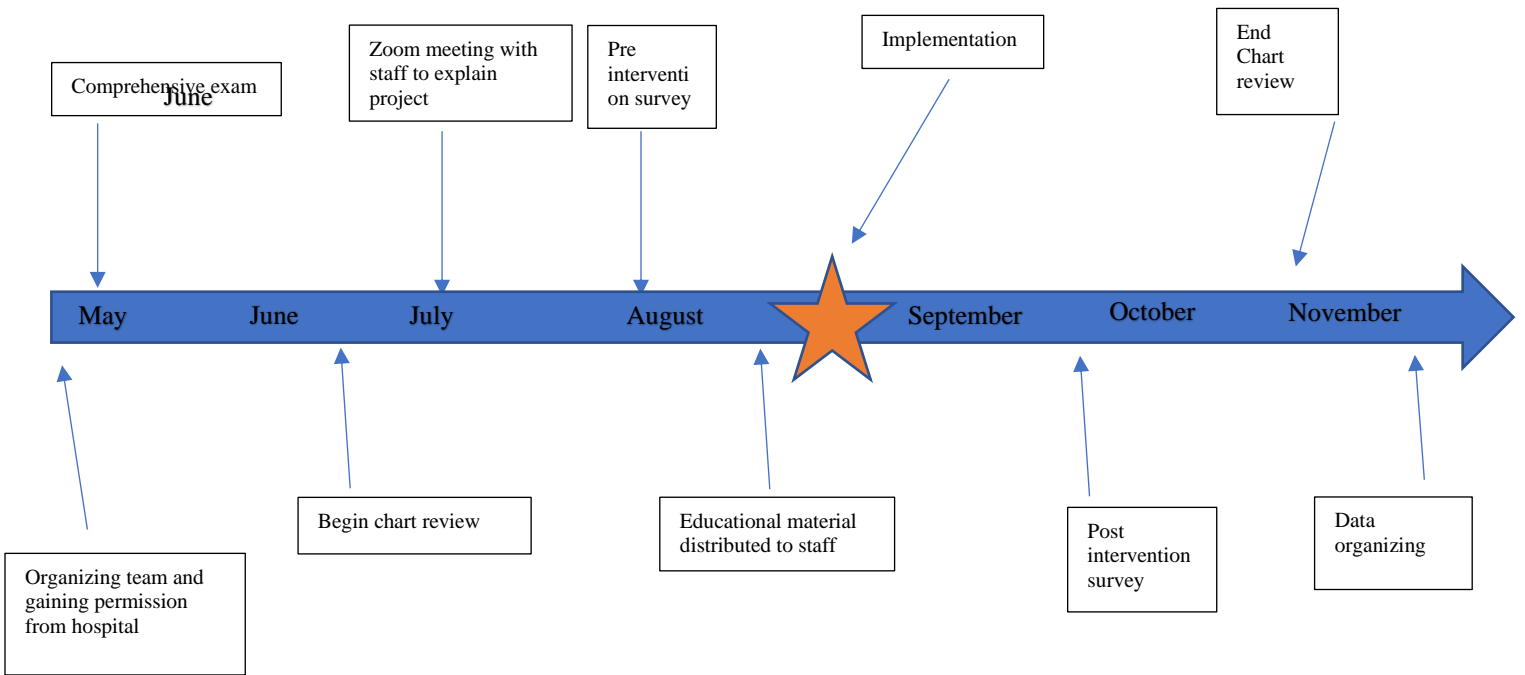 Comprehensive exam
June
Zoom meeting with
staff to explain
project
Pre
interventi
on survey
Implementation
End
Chart
review
May
June
July
August
September
October
November
Organizing team and
gaining permission
from hospital
Begin chart review
Educational material
distributed to staff
Post
intervention
survey
Data
organizing